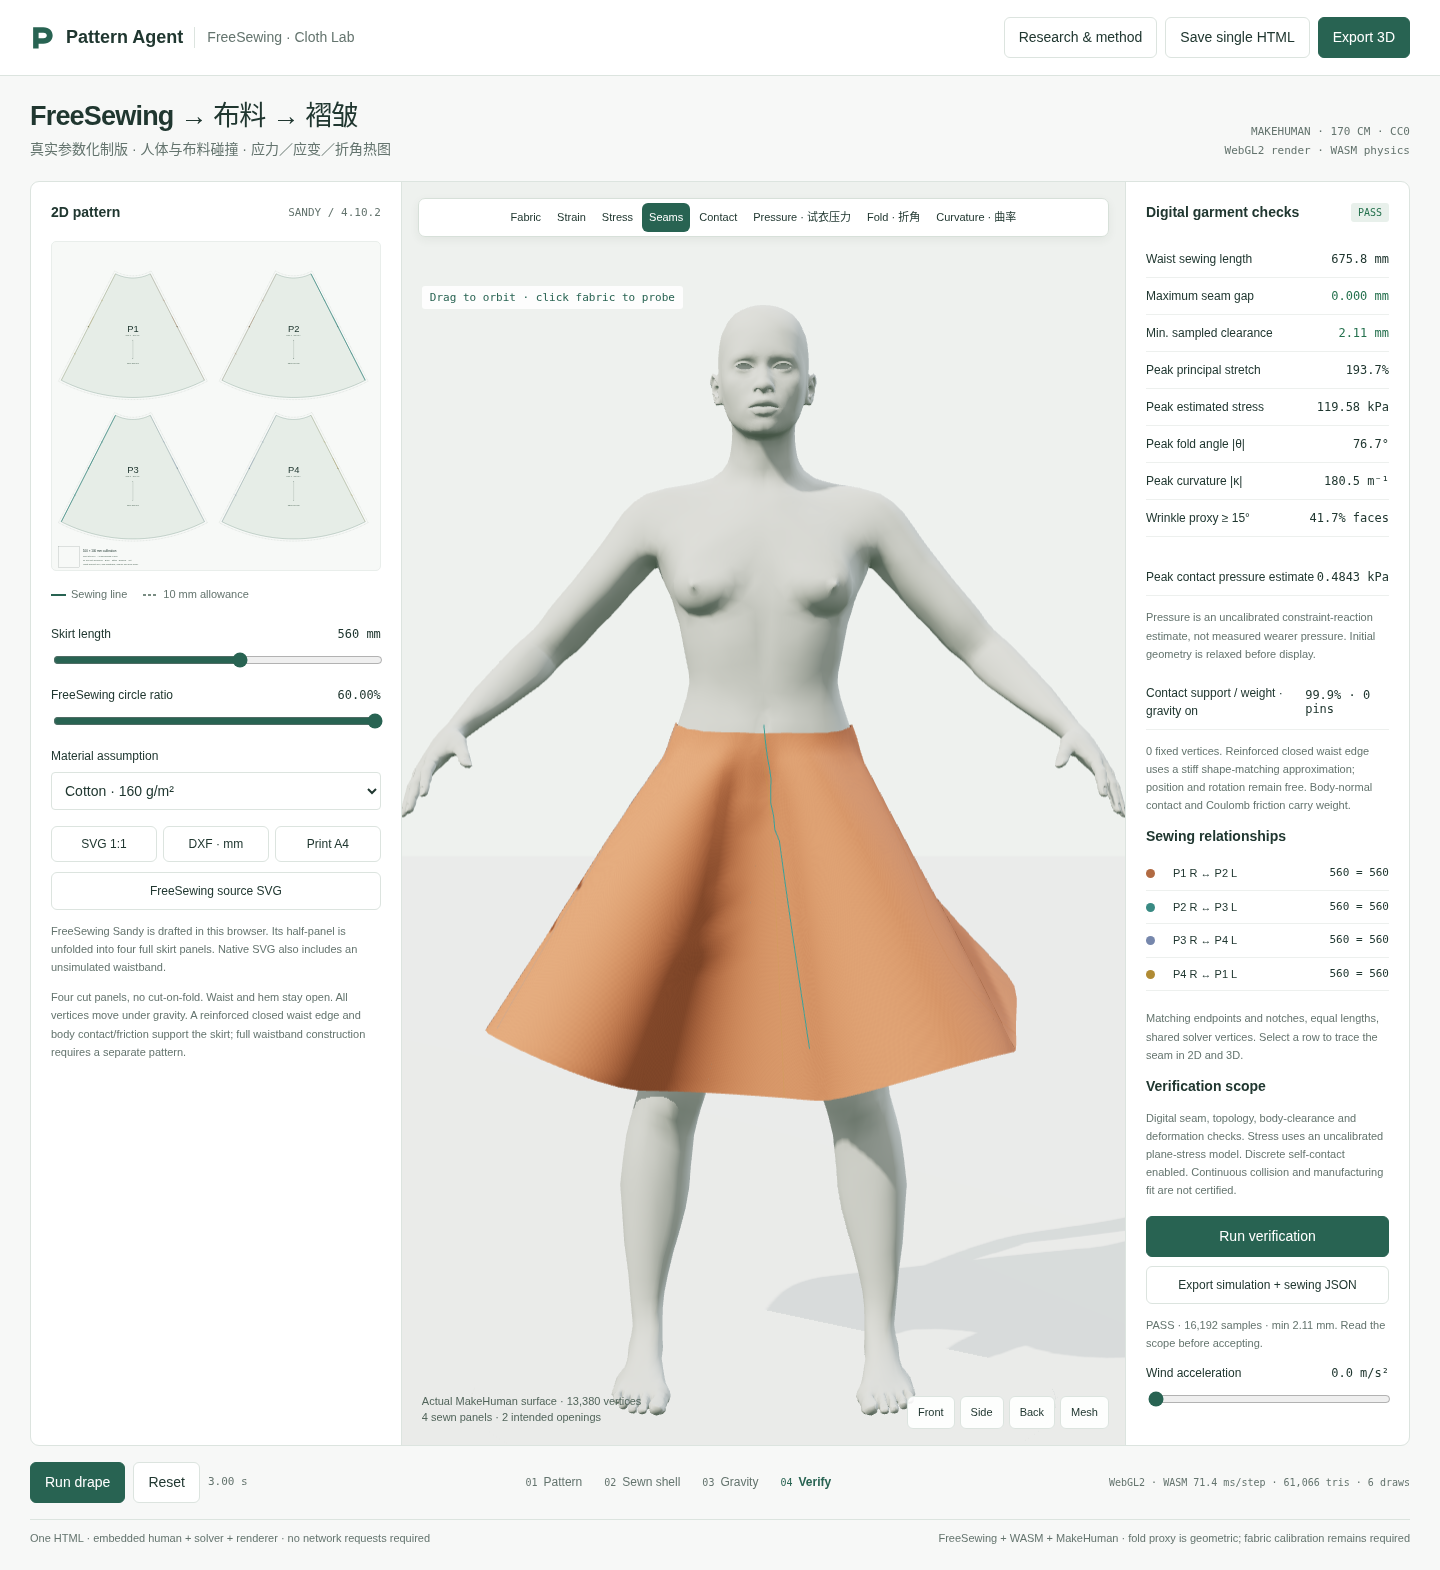 Pattern Agent
FreeSewing · Cloth Lab
Research & method
Save single HTML
Export 3D
FreeSewing → 布料 → 褶皱
真实参数化制版 · 人体与布料碰撞 · 应力／应变／折角热图
MAKEHUMAN · 170 CM · CC0
WebGL2 render · WASM physics
2D pattern
SANDY / 4.10.2
P1
P2
P3
P4
Sewing line
10 mm allowance
Skirt length
560 mm
FreeSewing circle ratio
60.00%
Material assumption
Cotton · 160 g/m²
SVG 1:1
DXF · mm
Print A4
FreeSewing source SVG
FreeSewing Sandy is drafted in this browser. Its half-panel is
unfolded into four full skirt panels. Native SVG also includes an
unsimulated waistband.
Four cut panels, no cut-on-fold. Waist and hem stay open. All
vertices move under gravity. A reinforced closed waist edge and
body contact/friction support the skirt; full waistband construction
requires a separate pattern.
Fabric
Strain
Stress
Seams
Contact
Pressure · 试衣压力
Fold · 折角
Curvature · 曲率
Drag to orbit · click fabric to probe
Actual MakeHuman surface · 13,380 vertices
4 sewn panels · 2 intended openings
Front
Side
Back
Mesh
Digital garment checks
PASS
Waist sewing length
675.8 mm
Maximum seam gap
0.000 mm
Min. sampled clearance
2.11 mm
Peak principal stretch
193.7%
Peak estimated stress
119.58 kPa
Peak fold angle |θ|
76.7°
Peak curvature |κ|
180.5 m⁻¹
Wrinkle proxy ≥ 15°
41.7% faces
Peak contact pressure estimate
0.4843 kPa
Pressure is an uncalibrated constraint-reaction
estimate, not measured wearer pressure. Initial
geometry is relaxed before display.
Contact support / weight ·
gravity on
99.9% · 0
pins
0 fixed vertices. Reinforced closed waist edge
uses a stiff shape-matching approximation;
position and rotation remain free. Body-normal
contact and Coulomb friction carry weight.
Sewing relationships
P1 R ↔ P2 L
560 = 560
P2 R ↔ P3 L
560 = 560
P3 R ↔ P4 L
560 = 560
P4 R ↔ P1 L
560 = 560
Matching endpoints and notches, equal lengths,
shared solver vertices. Select a row to trace the
seam in 2D and 3D.
Verification scope
Digital seam, topology, body-clearance and
deformation checks. Stress uses an uncalibrated
plane-stress model. Discrete self-contact
enabled. Continuous collision and manufacturing
fit are not certified.
Run verification
Export simulation + sewing JSON
PASS · 16,192 samples · min 2.11 mm. Read the
scope before accepting.
Wind acceleration
0.0 m/s²
Run drape
Reset
3.00 s
01 Pattern
02 Sewn shell
03 Gravity
04 Verify
WebGL2 · WASM 71.4 ms/step · 61,066 tris · 6 draws
One HTML · embedded human + solver + renderer · no network requests required
FreeSewing + WASM + MakeHuman · fold proxy is geometric; fabric calibration remains required